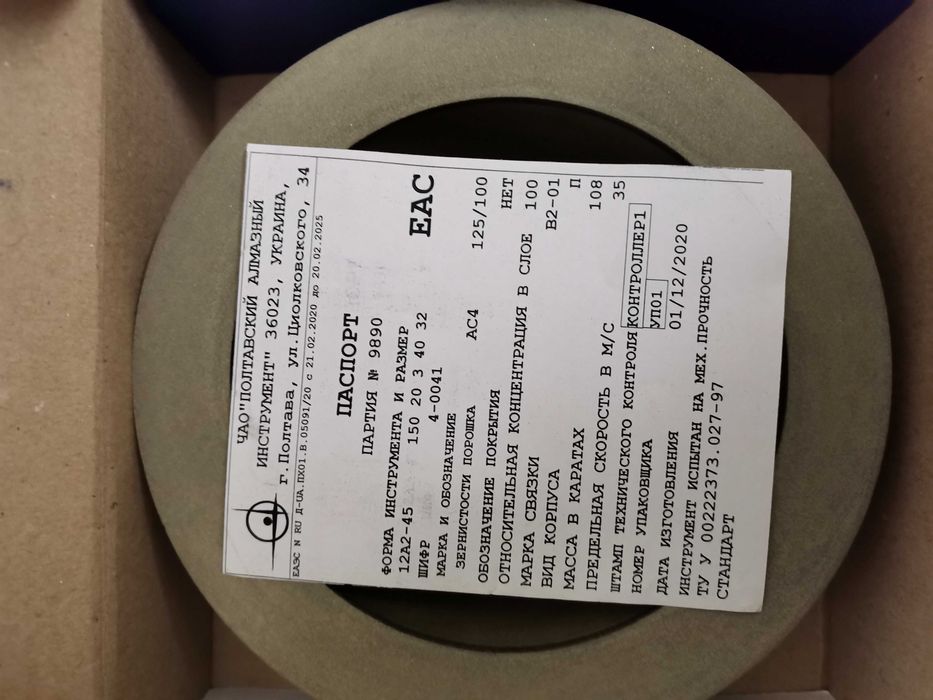 ЧАО"ПОЛТАВСКИЙ АЛМАЗНЫЙ
ИНСТРУМЕНТ" 36023, УКРАИНА,
г.Полтава, ул.Циолковского, 34
ЕАЭС N RU Д-UA.ПХ01.В.05091/20 с 21.02.2020 до 20.02.2025
ПАСПОРТ
ПАРТИЯ № 9890
EAC
ФОРМА ИНСТРУМЕНТА И РАЗМЕР
12А2-45 150 20 3 40 32
ШИФР 4-0041
МАРКА И ОБОЗНАЧЕНИЕ
ЗЕРНИСТОСТИ ПОРОШКА АС4 125/100
ОБОЗНАЧЕНИЕ ПОКРЫТИЯ НЕТ
ОТНОСИТЕЛЬНАЯ КОНЦЕНТРАЦИЯ В СЛОЕ 100
МАРКА СВЯЗКИ В2-01
ВИД КОРПУСА П
МАССА В КАРАТАХ 108
ПРЕДЕЛЬНАЯ СКОРОСТЬ В М/С 35
ШТАМП ТЕХНИЧЕСКОГО КОНТРОЛЯ КОНТРОЛЛЕР1
НОМЕР УПАКОВЩИКА УП01
ДАТА ИЗГОТОВЛЕНИЯ 01/12/2020
ИНСТРУМЕНТ ИСПЫТАН НА МЕХ.ПРОЧНОСТЬ
ТУ У 00222373.027-97
СТАНДАРТ